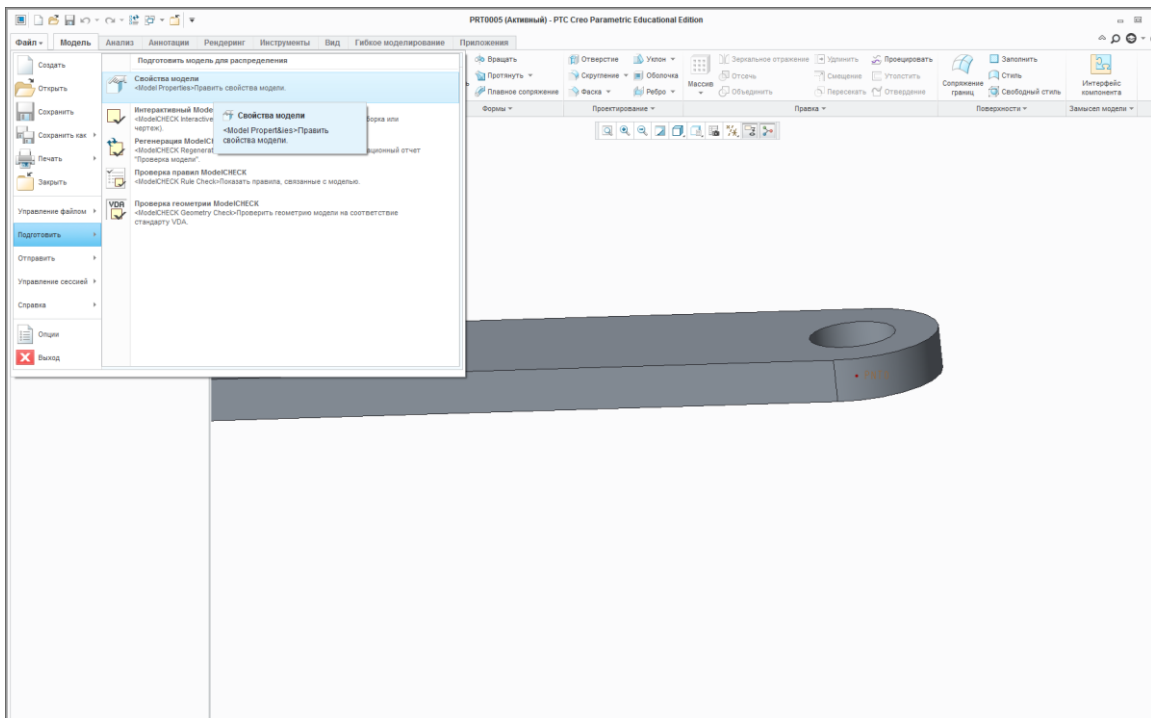 PRT0005 (Активный) - PTC Creo Parametric Educational Edition
Файл Модель Анализ Аннотации Рендеринг Инструменты Вид Гибкое моделирование Приложения
Создать
Открыть
Сохранить
Сохранить как
Печать
Закрыть
Управление файлом
Подготовить
Отправить
Управление сессией
Справка
Опции
Выход
Подготовить модель для распределения
Свойства модели
<Model Properties>Править свойства модели.
Интерактивный Mode
<ModelCHECK Interactive
борка или
чертеж).
Регенерация ModelC
<ModelCHECK Regenerat
ационный отчет
"Проверка модели".
Проверка правил ModelCHECK
<ModelCHECK Rule Check>Показать правила, связанные с моделью.
VDA
Проверка геометрии ModelCHECK
<ModelCHECK Geometry Check>Проверить геометрию модели на соответствие
стандарту VDA.
Свойства модели
<Model Propert&ies>Править
свойства модели.
Вращать
Протянуть
Плавное сопряжение
Формы
Отверстие Уклон
Скругление Оболочка
Фаска Ребро
Проектирование
Массив
Зеркальное отражение Удлинить Проецировать
Отсечь Смещение Утолстить
Объединить Пересекать Отвердение
Правка
Сопряжение
границ
Заполнить
Стиль
Свободный стиль
Поверхности
Интерфейс
компонента
Замысел модели